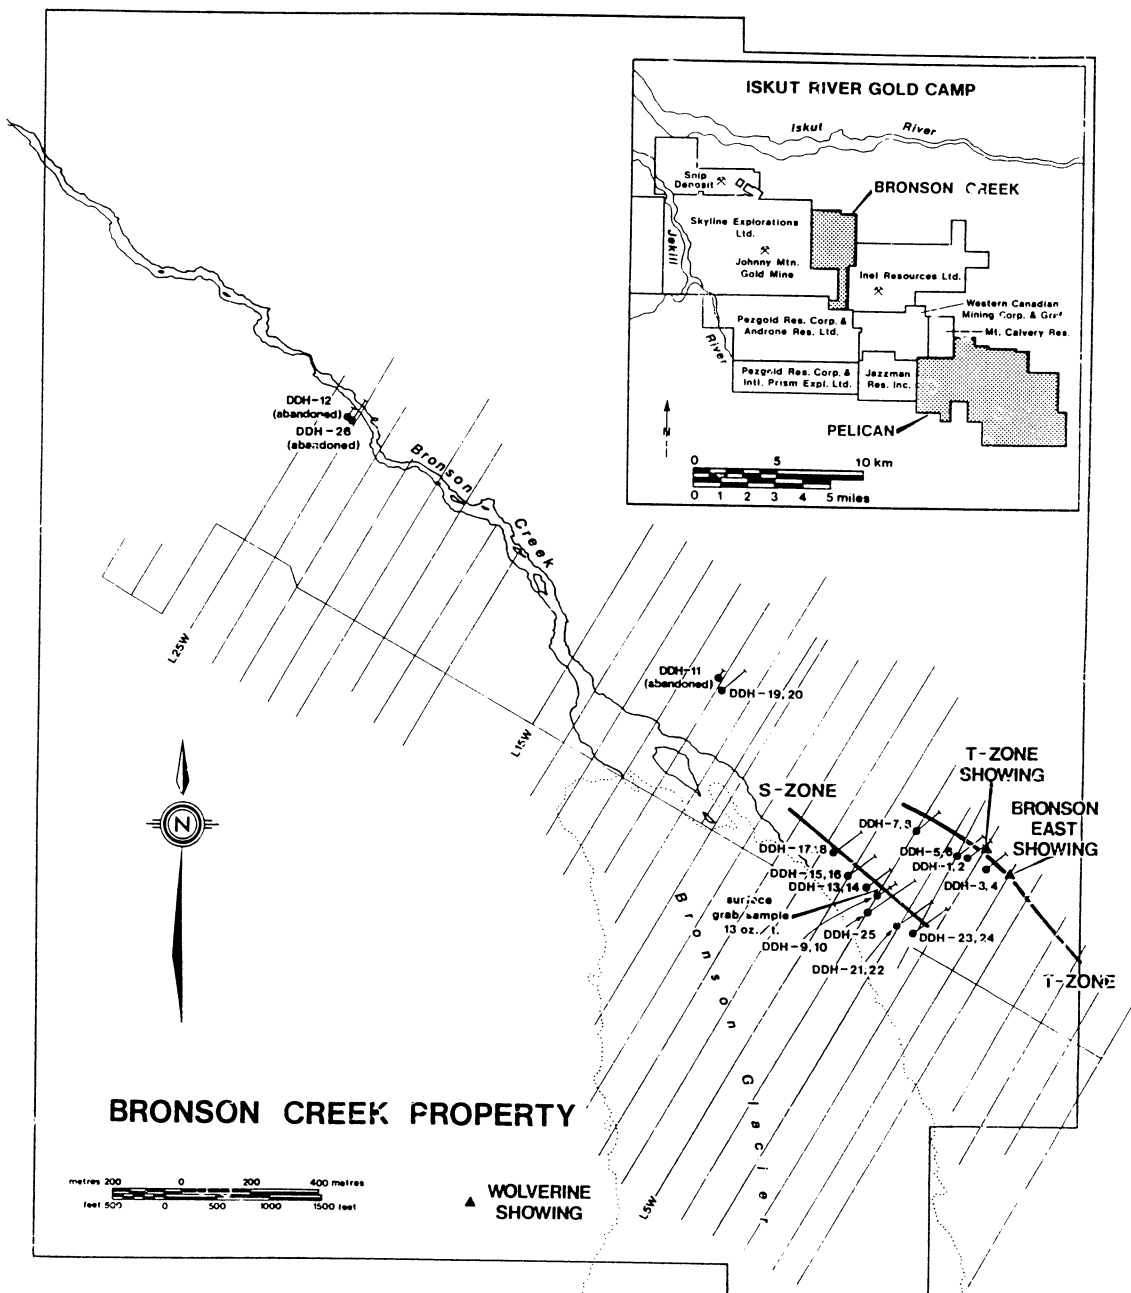 ISKUT RIVER GOLD CAMP
Iskut River
Snip
Deposit
BRONSON CREEK
Skyline Explorations
Ltd.
Jekill
River
Johnny Mtn.
Gold Mine
Inel Resources Ltd.
Western Canadian
Mining Corp. &
Pezgold Res. Corp. &
Androne Res. Ltd.
Mt. Calvery Res.
Pezgold Res. Corp. &
Intl. Prism Expl. Ltd.
Jazzman
Res. Inc.
PELICAN
N
0 5 10 km
0 1 2 3 4 5 miles
DDH-12
(abandoned)
DDH-26
(abandoned)
Bronson Creek
L25W
L15W
DDH-11
(abandoned)
DDH-19, 20
T-ZONE
SHOWING
S-ZONE
BRONSON
EAST
SHOWING
DDH-7,
DDH-17,
DDH-5,6
DDH-1,2
DDH-15,16
DDH-13,14
DDH-3,4
surface
grab sample
13 oz.
DDH-25
DDH-9,10
DDH-23,24
DDH-21,22
T-ZONE
N
Bronson Glacier
BRONSON CREEK PROPERTY
metres 200 0 200 400 metres
feet 500 0 500 1000 1500 feet
WOLVERINE
SHOWING
L5W